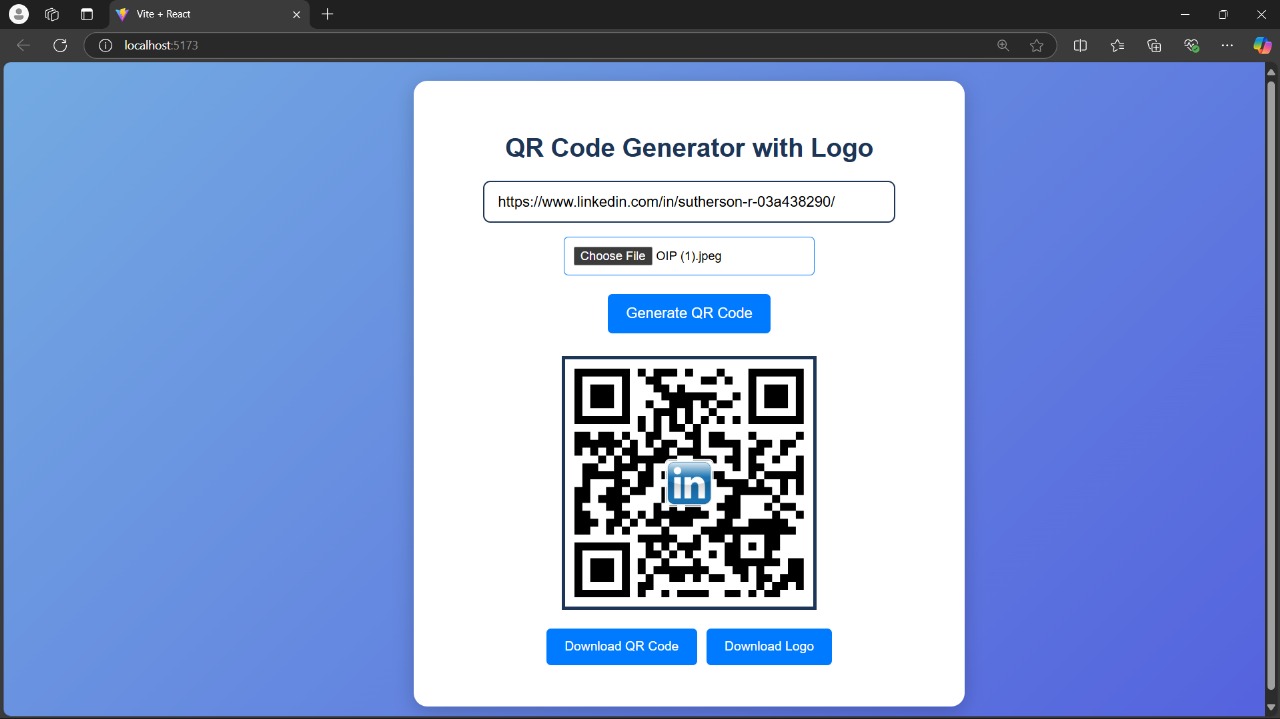 Vite + React
localhost:5173
QR Code Generator with Logo
https://www.linkedin.com/in/sutherson-r-03a438290/
Choose File OIP (1).jpeg
Generate QR Code
in
Download QR Code Download Logo